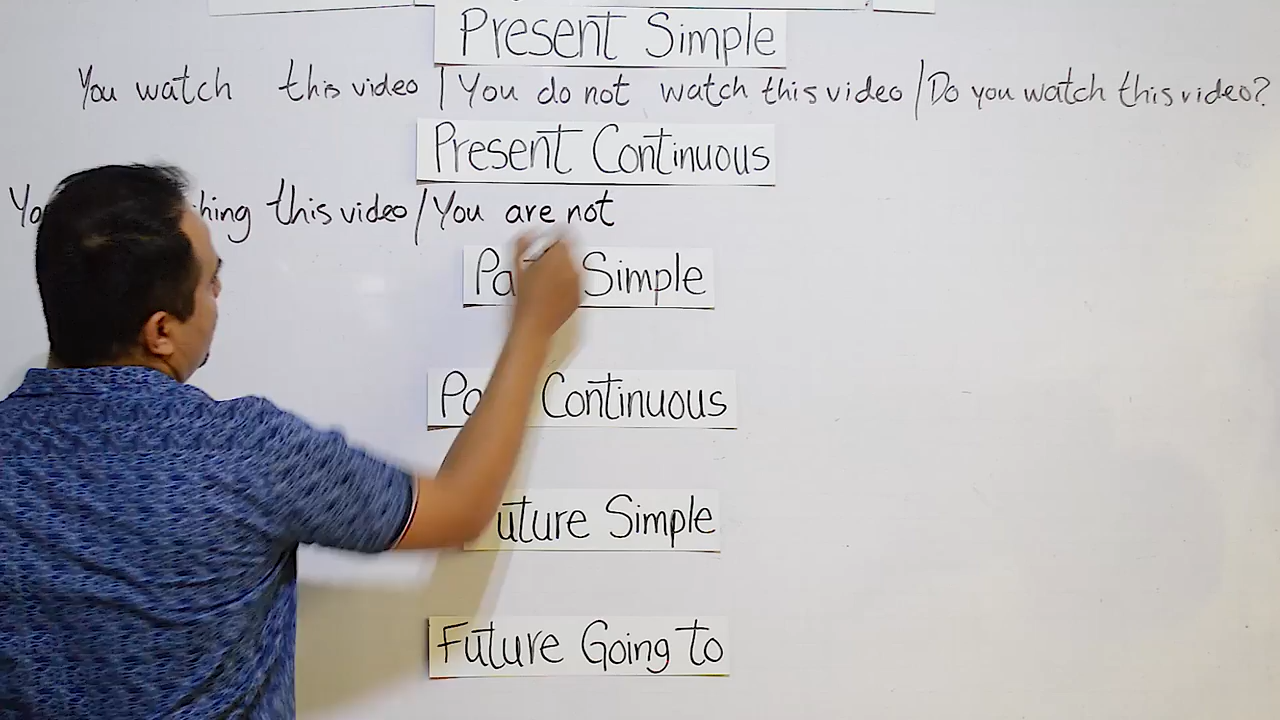 Present Simple
You watch this video / You do not watch this video / Do you watch this video?
Present Continuous
this video / You are not
Simple
Continuous
Simple
Future Going to